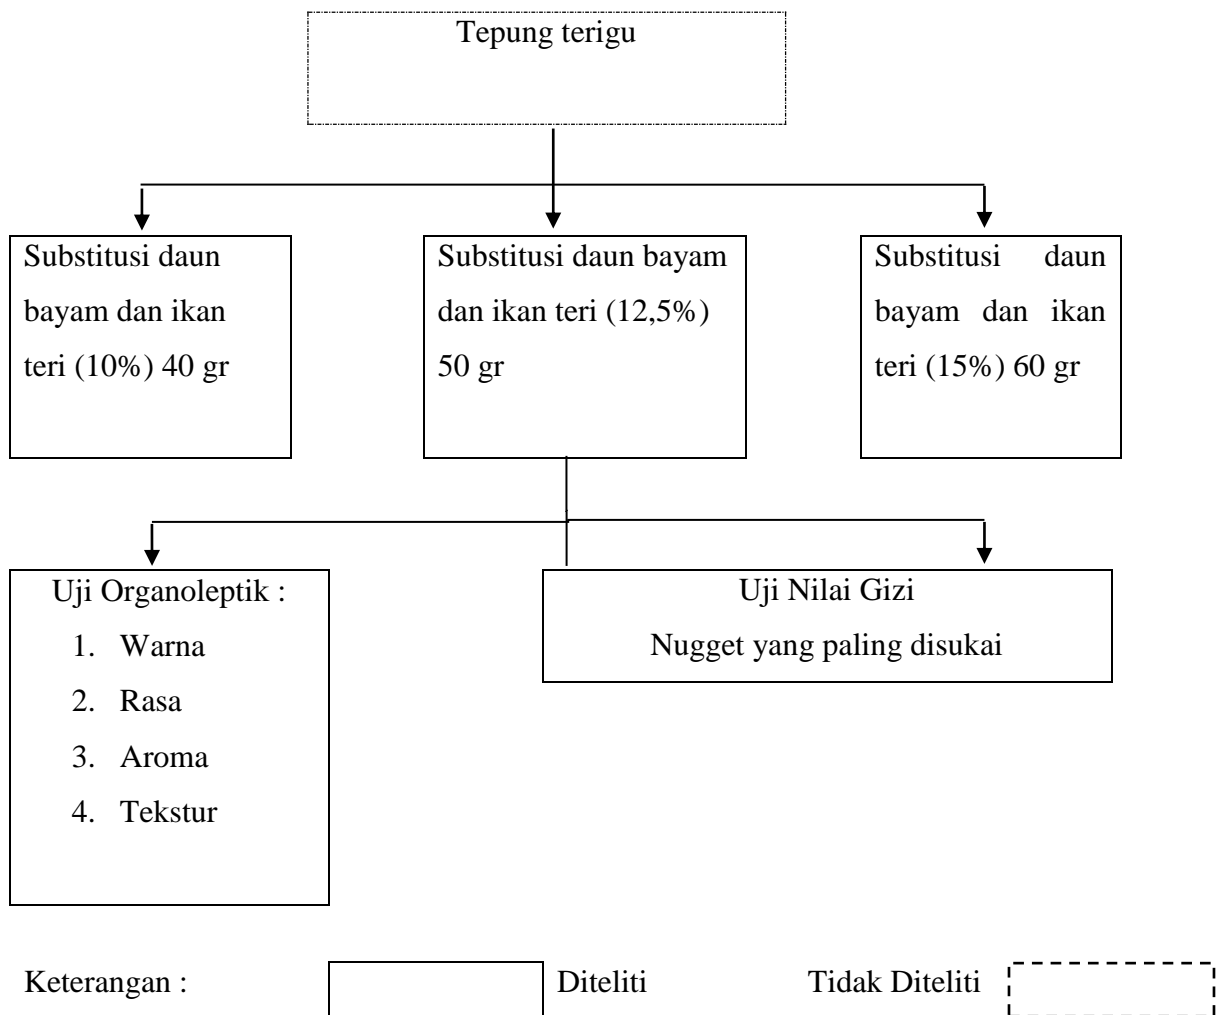 Tepung terigu
Substitusi daun
bayam dan ikan
teri (10%) 40 gr
Substitusi daun bayam
dan ikan teri (12,5%)
50 gr
Substitusi daun
bayam dan ikan
teri (15%) 60 gr
Uji Organoleptik :
1. Warna
2. Rasa
3. Aroma
4. Tekstur
Uji Nilai Gizi
Nugget yang paling disukai
Keterangan : Diteliti Tidak Diteliti